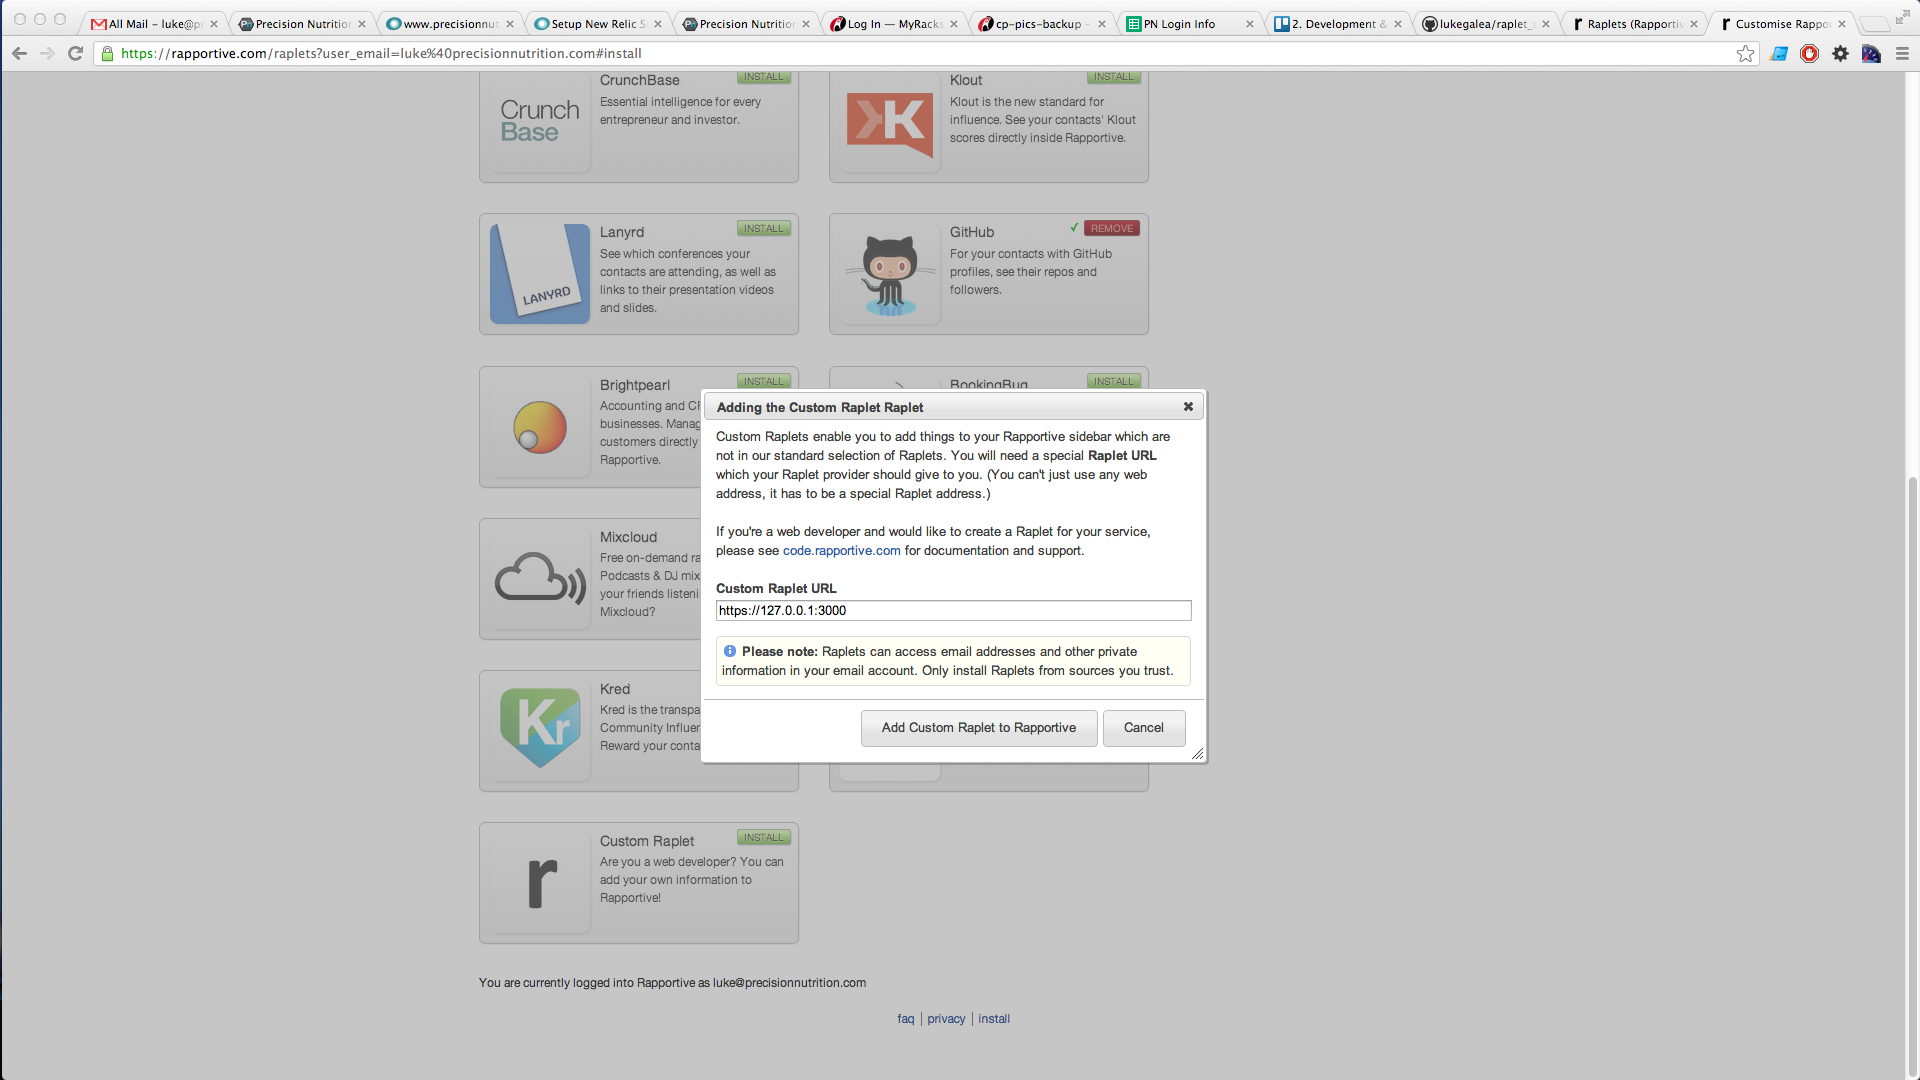 All Mail - luke@pr
Precision Nutrition
www.precisionnut
Setup New Relic S
Precision Nutrition
Log In — MyRacks
cp-pics-backup -
PN Login Info
2. Development &
lukegalea/raplet_
Raplets (Rapportiv
Customise Rappor
https://rapportive.com/raplets?user_email=luke%40precisionnutrition.com#install
CrunchBase
INSTALL
Essential intelligence for every
entrepreneur and investor.
Crunch
Base
Klout
INSTALL
Klout is the new standard for
influence. See your contacts' Klout
scores directly inside Rapportive.
K
Lanyrd
INSTALL
See which conferences your
contacts are attending, as well as
links to their presentation videos
and slides.
LANYRD
GitHub
✓ REMOVE
For your contacts with GitHub
profiles, see their repos and
followers.
Brightpearl
INSTALL
Accounting and CR
businesses. Manag
customers directly
Rapportive.
BookingBug
INSTALL
Mixcloud
Free on-demand ra
Podcasts & DJ mix
your friends listeni
Mixcloud?
Kred
Kred is the transpa
Community Influen
Reward your conta
Kr
Adding the Custom Raplet Raplet
Custom Raplets enable you to add things to your Rapportive sidebar which are
not in our standard selection of Raplets. You will need a special Raplet URL
which your Raplet provider should give to you. (You can't just use any web
address, it has to be a special Raplet address.)
If you're a web developer and would like to create a Raplet for your service,
please see code.rapportive.com for documentation and support.
Custom Raplet URL
https://127.0.0.1:3000
Please note: Raplets can access email addresses and other private
information in your email account. Only install Raplets from sources you trust.
Add Custom Raplet to Rapportive
Cancel
Custom Raplet
INSTALL
Are you a web developer? You can
add your own information to
Rapportive!
r
You are currently logged into Rapportive as luke@precisionnutrition.com
faq | privacy | install